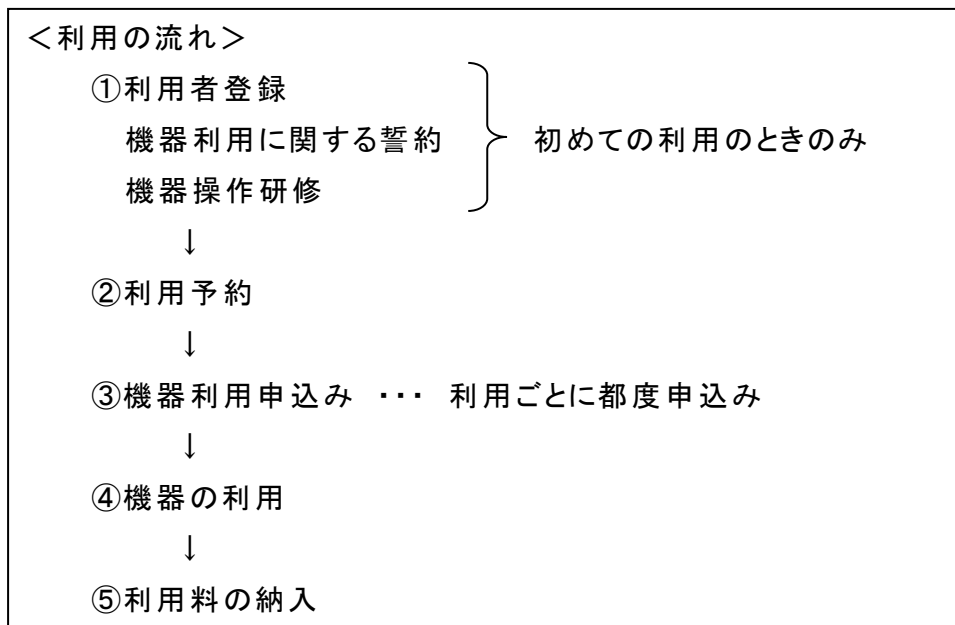 ＜利用の流れ＞
①利用者登録
機器利用に関する誓約 初めての利用のときのみ
機器操作研修
↓
②利用予約
↓
③機器利用申込み ・・・ 利用ごとに都度申込み
↓
④機器の利用
↓
⑤利用料の納入